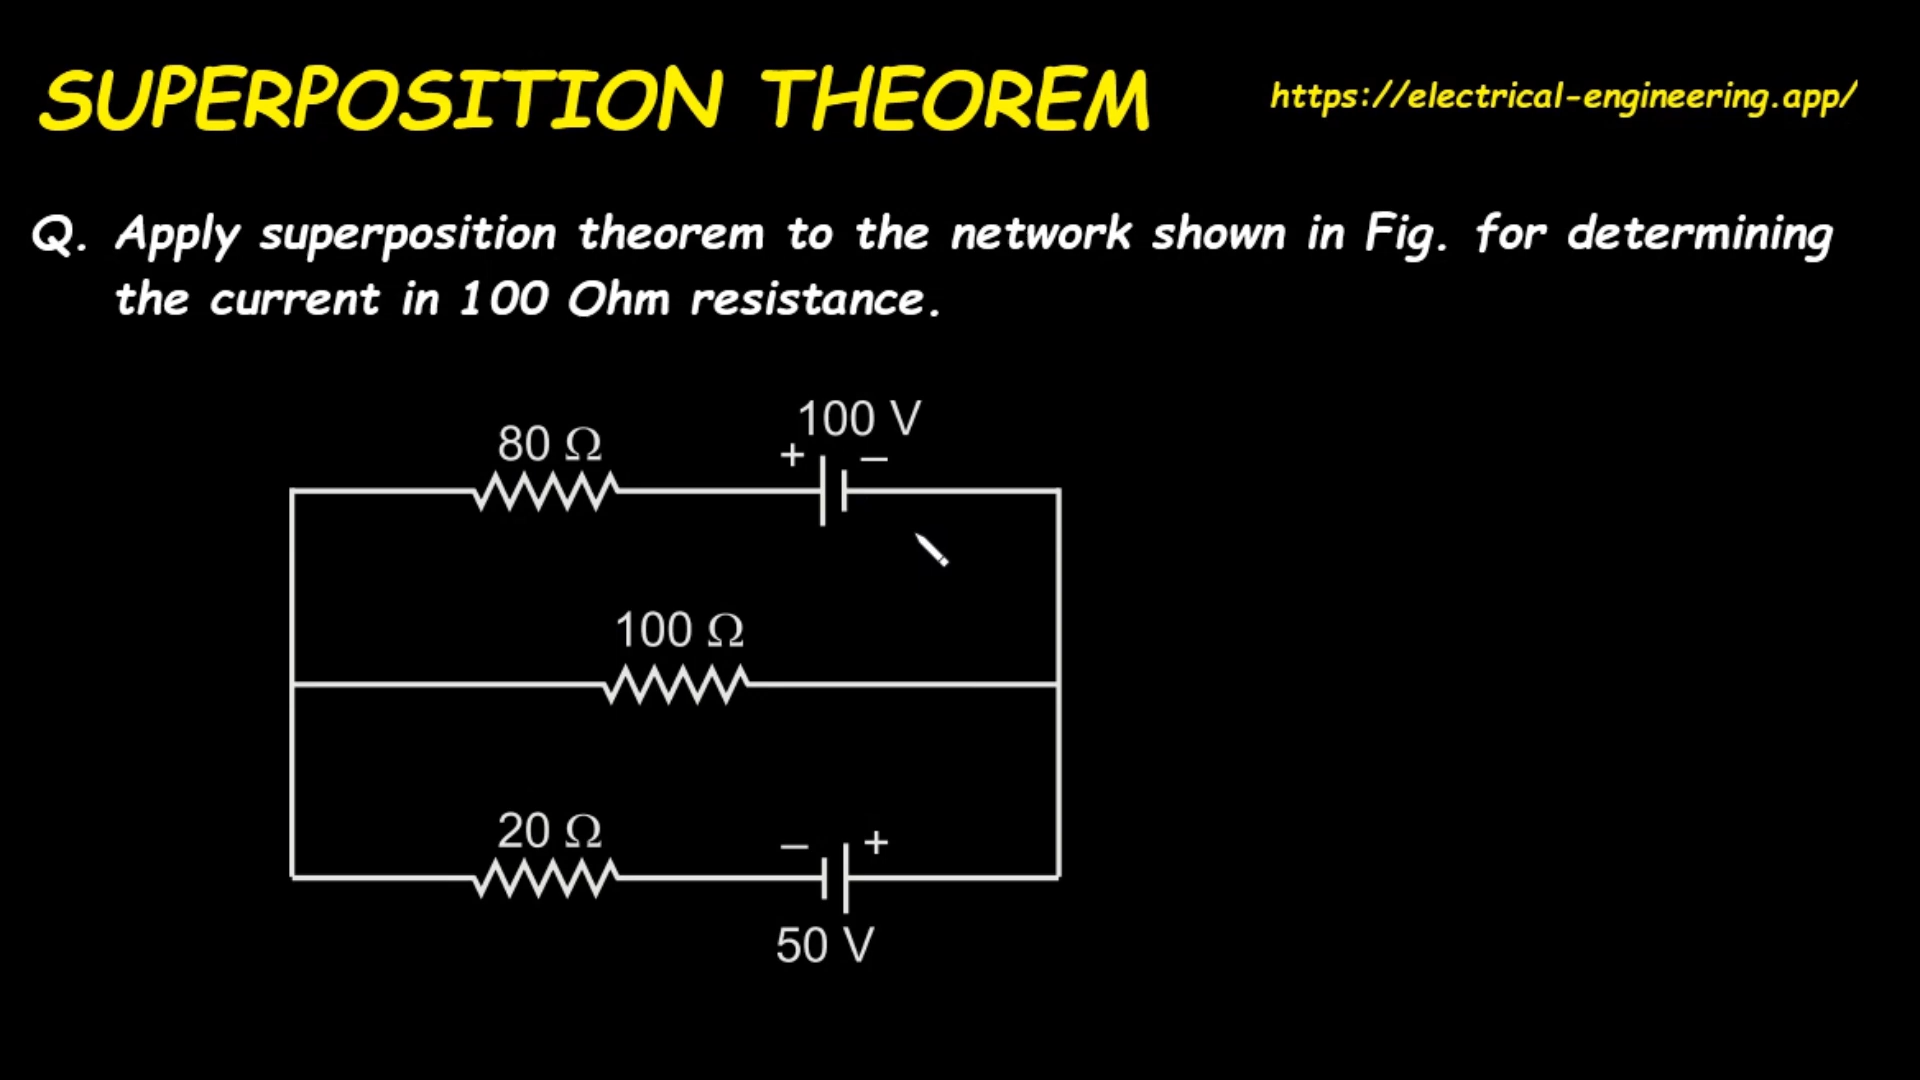 SUPERPOSITION THEOREM
https://electrical-engineering.app/
Q. Apply superposition theorem to the network shown in Fig. for determining
the current in 100 Ohm resistance.
100 V
80 Ω
+ −
100 Ω
20 Ω
− +
50 V